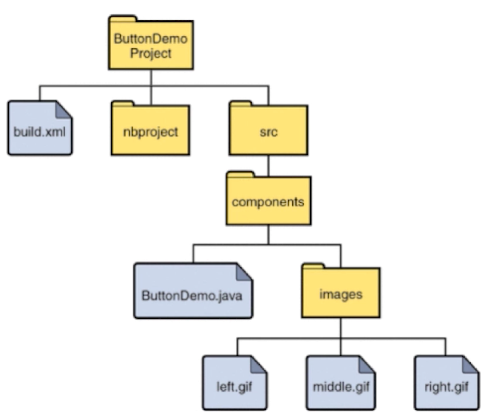 ButtonDemo
Project
build.xml
nbproject
src
components
ButtonDemo.java
images
left.gif
middle.gif
right.gif